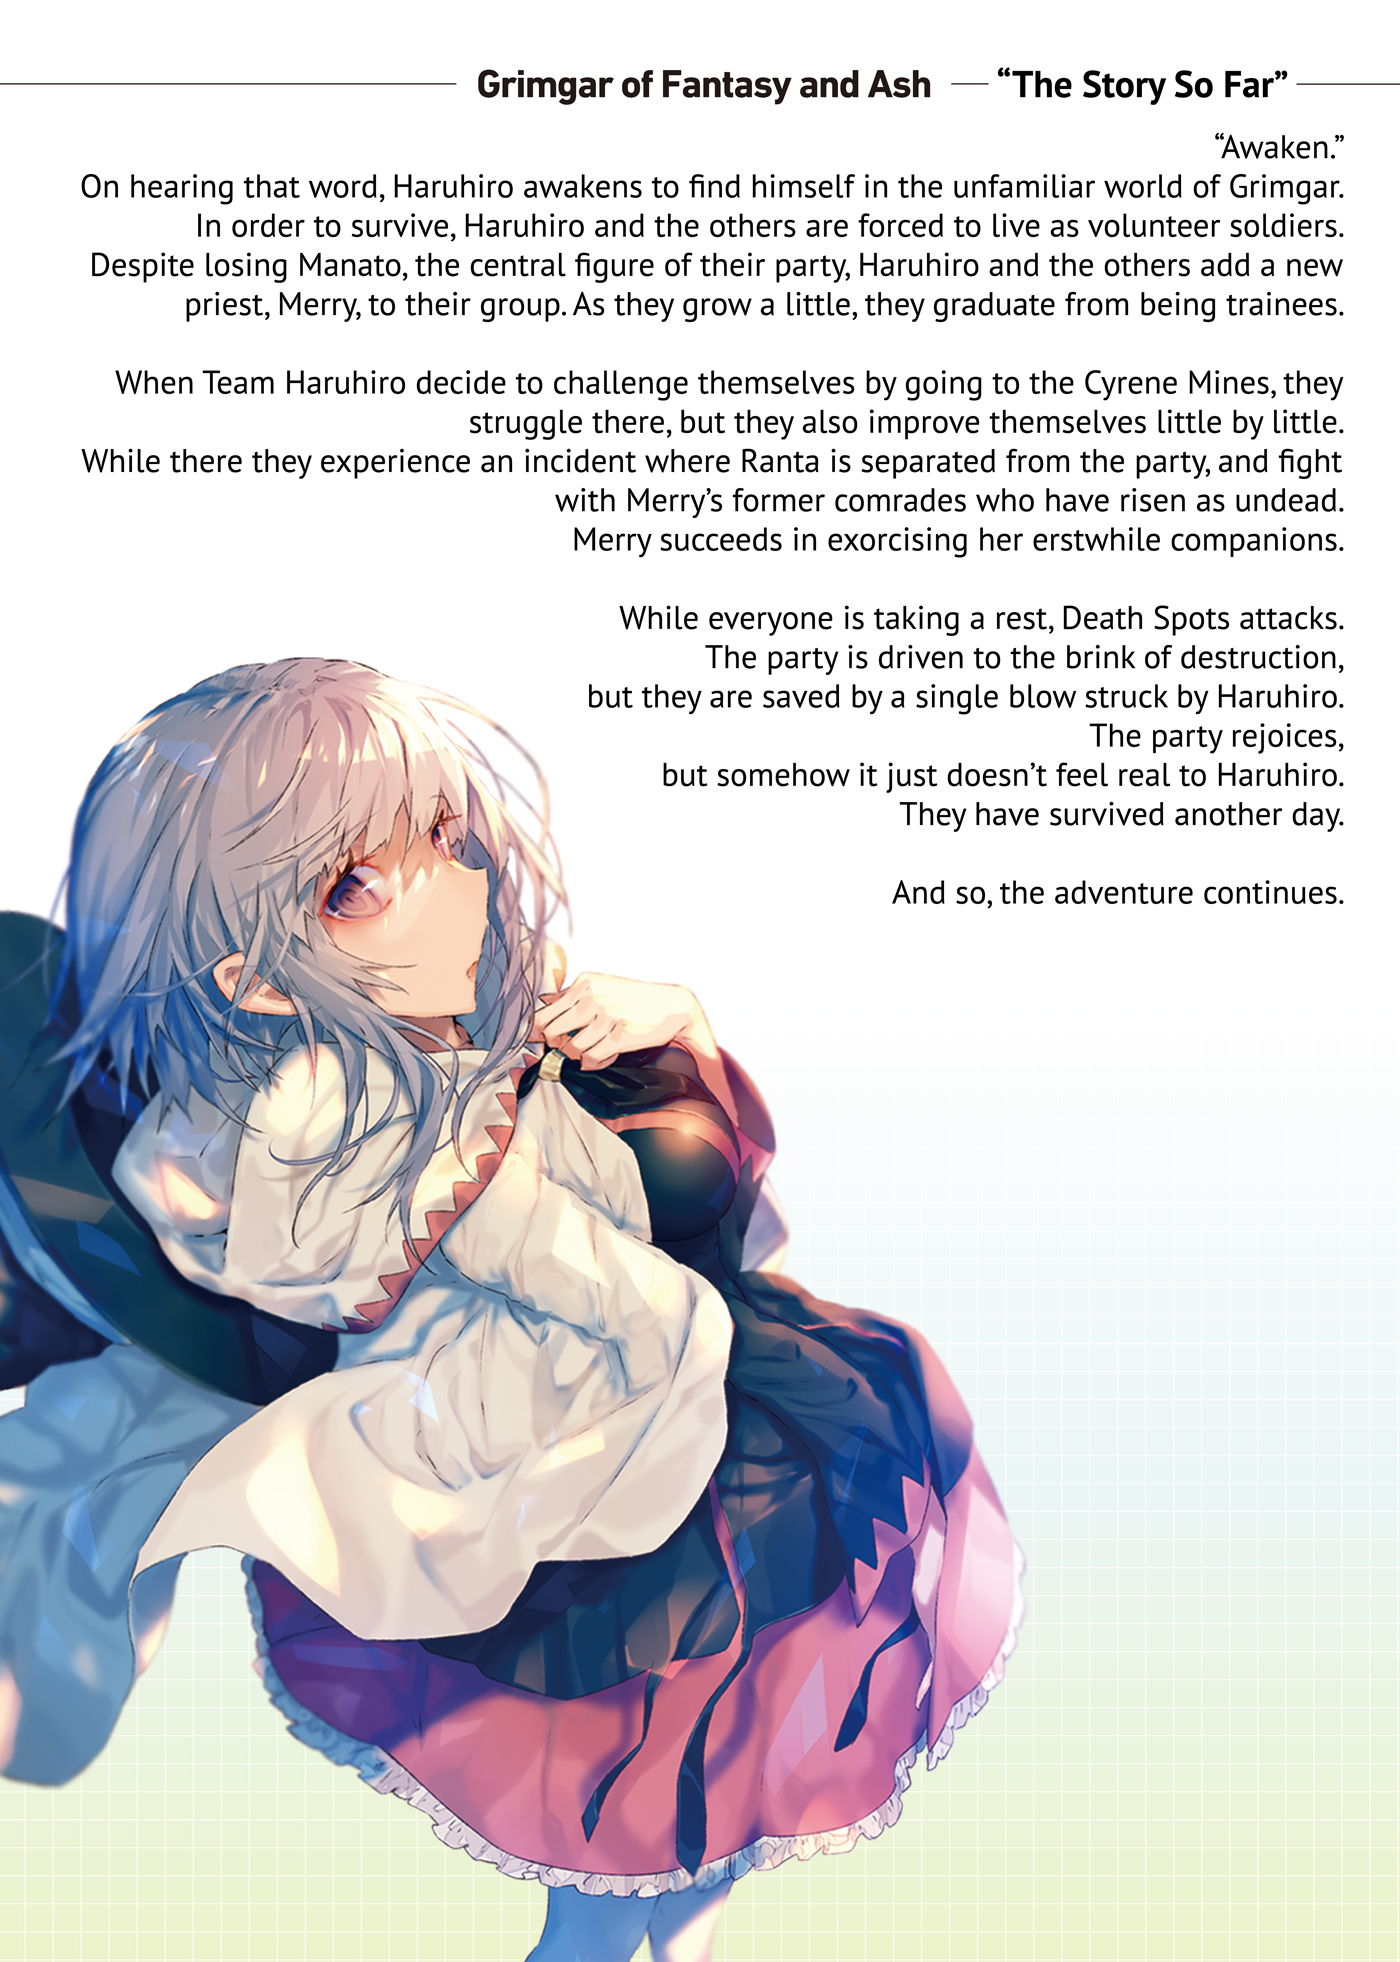 Grimgar of Fantasy and Ash — “The Story So Far”
“Awaken.”
On hearing that word, Haruhiro awakens to find himself in the unfamiliar world of Grimgar.
In order to survive, Haruhiro and the others are forced to live as volunteer soldiers.
Despite losing Manato, the central figure of their party, Haruhiro and the others add a new
priest, Merry, to their group. As they grow a little, they graduate from being trainees.
When Team Haruhiro decide to challenge themselves by going to the Cyrene Mines, they
struggle there, but they also improve themselves little by little.
While there they experience an incident where Ranta is separated from the party, and fight
with Merry’s former comrades who have risen as undead.
Merry succeeds in exorcising her erstwhile companions.
While everyone is taking a rest, Death Spots attacks.
The party is driven to the brink of destruction,
but they are saved by a single blow struck by Haruhiro.
The party rejoices,
but somehow it just doesn’t feel real to Haruhiro.
They have survived another day.
And so, the adventure continues.